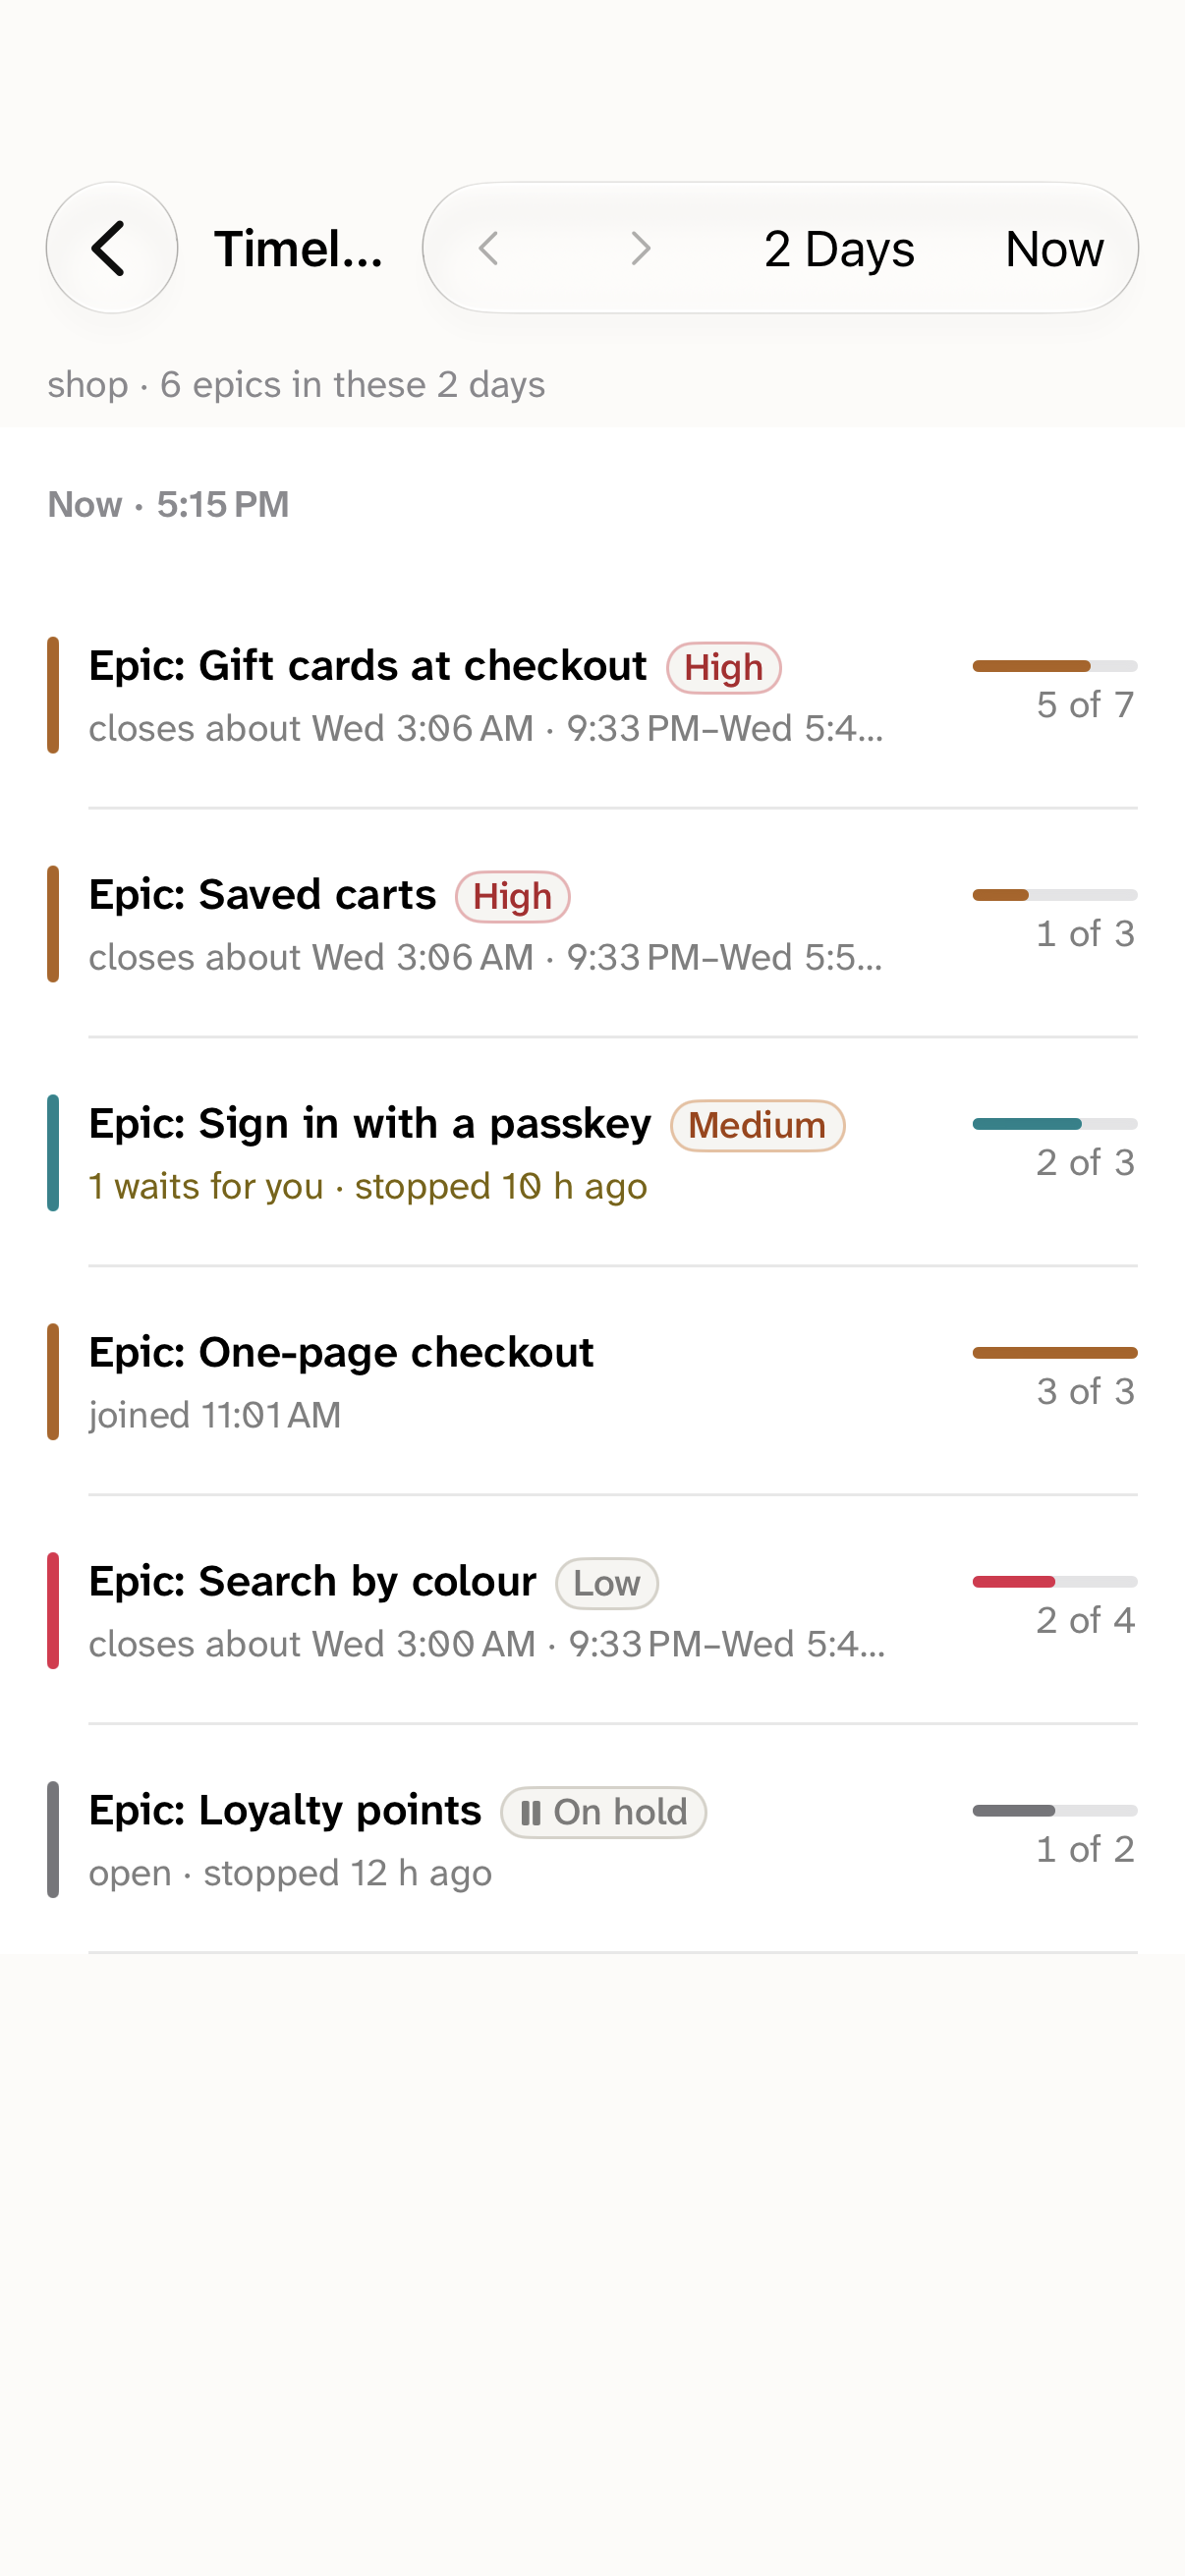 Timel...
2 Days
Now
shop · 6 epics in these 2 days
Now · 5:15 PM
Epic: Gift cards at checkout High
5 of 7
closes about Wed 3:06 AM · 9:33 PM–Wed 5:4...
Epic: Saved carts High
1 of 3
closes about Wed 3:06 AM · 9:33 PM–Wed 5:5...
Epic: Sign in with a passkey Medium
2 of 3
1 waits for you · stopped 10 h ago
Epic: One-page checkout
3 of 3
joined 11:01 AM
Epic: Search by colour Low
2 of 4
closes about Wed 3:00 AM · 9:33 PM–Wed 5:4...
Epic: Loyalty points On hold
1 of 2
open · stopped 12 h ago